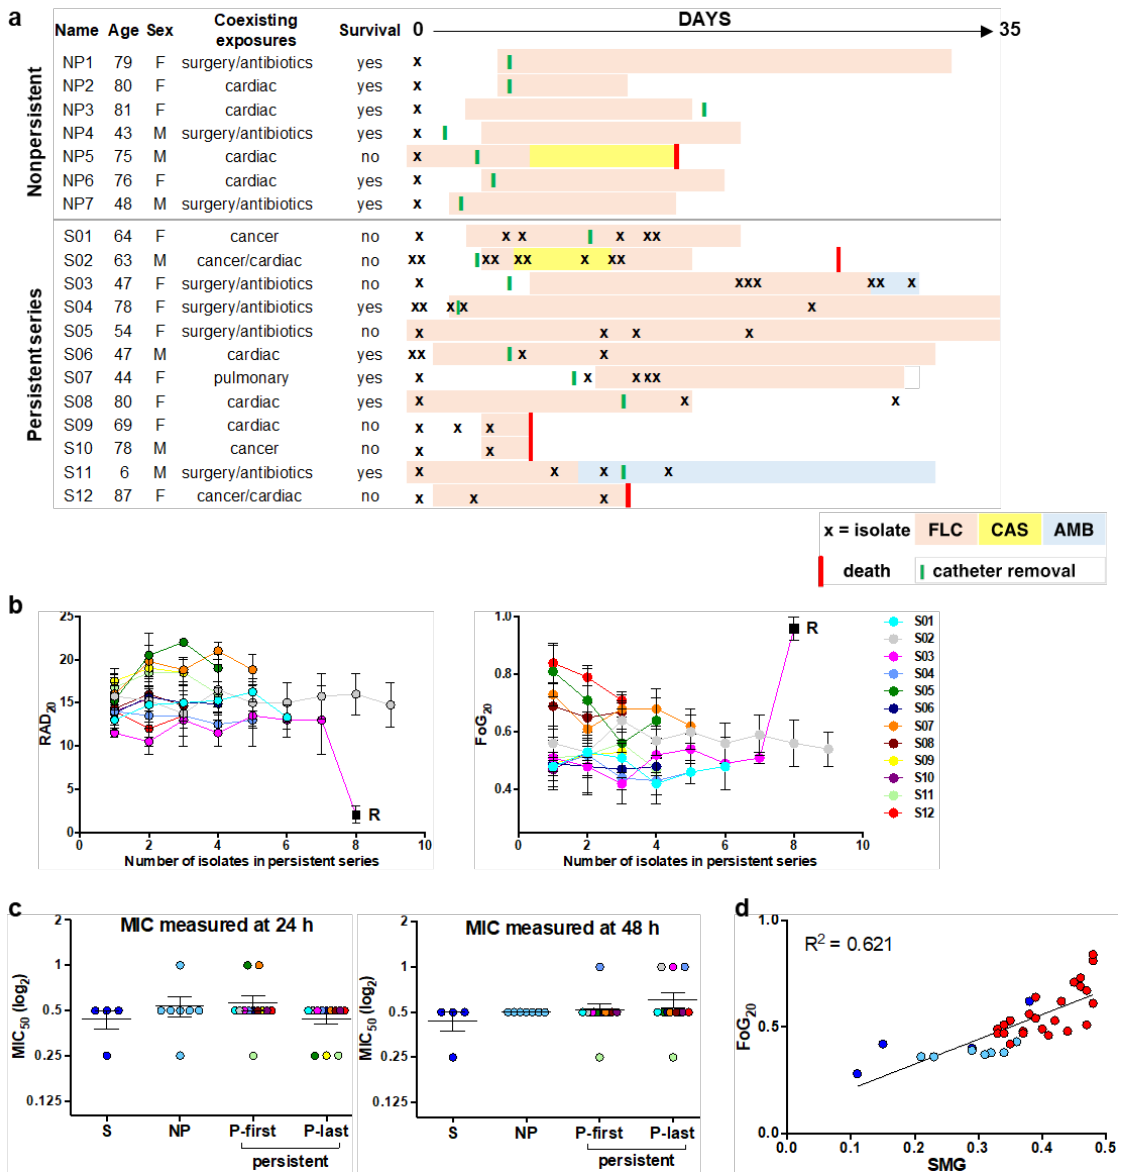 a
Name Age Sex Coexisting exposures Survival 0 DAYS 35
Nonpersistent
NP1 79 F surgery/antibiotics yes x
NP2 80 F cardiac yes x
NP3 81 F cardiac yes x
NP4 43 M surgery/antibiotics yes x
NP5 75 M cardiac no x
NP6 76 F cardiac yes x
NP7 48 M surgery/antibiotics yes x
Persistent series
S01 64 F cancer no x x x x xx
S02 63 M cancer/cardiac no xx xx xx x xx
S03 47 F surgery/antibiotics no x xxx xx x
S04 78 F surgery/antibiotics yes xx x x x
S05 54 F surgery/antibiotics no x x x x
S06 47 M cardiac yes xx x x
S07 44 F pulmonary yes x x x xx
S08 80 F cardiac yes x x x
S09 69 F cardiac no x x x
S10 78 M cancer no x x
S11 6 M surgery/antibiotics yes x x x x
S12 87 F cancer/cardiac no x x x
x = isolate FLC CAS AMB
death catheter removal
b
RAD20
25
20
15
10
5
0
0 2 4 6 8 10
R
Number of isolates in persistent series
FoG20
1.0
0.8
0.6
0.4
0 2 4 6 8 10
R
Number of isolates in persistent series
S01
S02
S03
S04
S05
S06
S07
S08
S09
S10
S11
S12
c
MIC measured at 24 h
MIC50 (log2)
2
1
0.5
0.25
0.125
S NP P-first P-last
persistent
MIC measured at 48 h
MIC50 (log2)
2
1
0.5
0.25
0.125
S NP P-first P-last
persistent
d
R2 = 0.621
FoG20
1.0
0.5
0.0
0.0 0.1 0.2 0.3 0.4 0.5
SMG